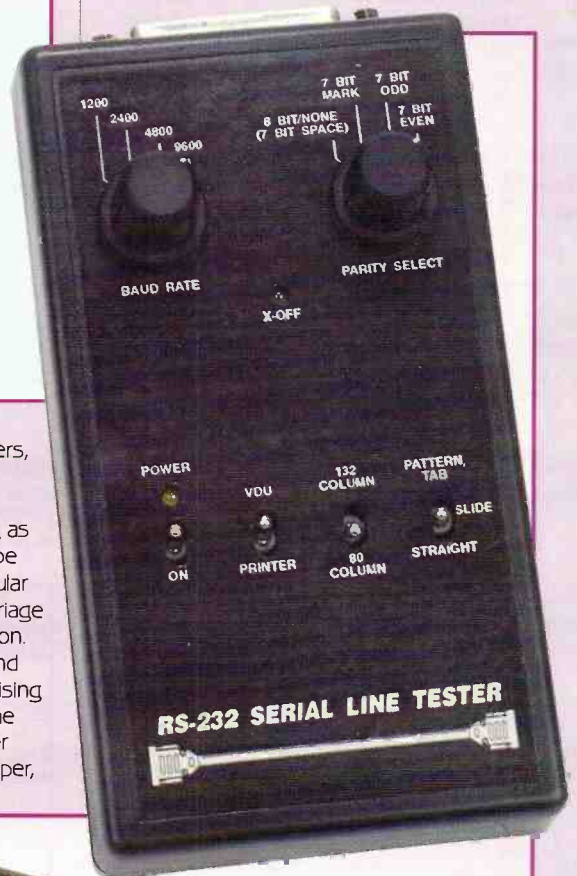 1200
2400
4800
9600
BAUD RATE
7 BIT
MARK
7 BIT
ODD
8 BIT/NONE
(7 BIT SPACE)
7 BIT
EVEN
PARITY SELECT
X-OFF
POWER
ON
VDU
PRINTER
132
COLUMN
80
COLUMN
PATTERN,
TAB
SLIDE
STRAIGHT
RS-232 SERIAL LINE TESTER
ers,
as
be
ular
riage
on.
nd
ising
ne
er
per,